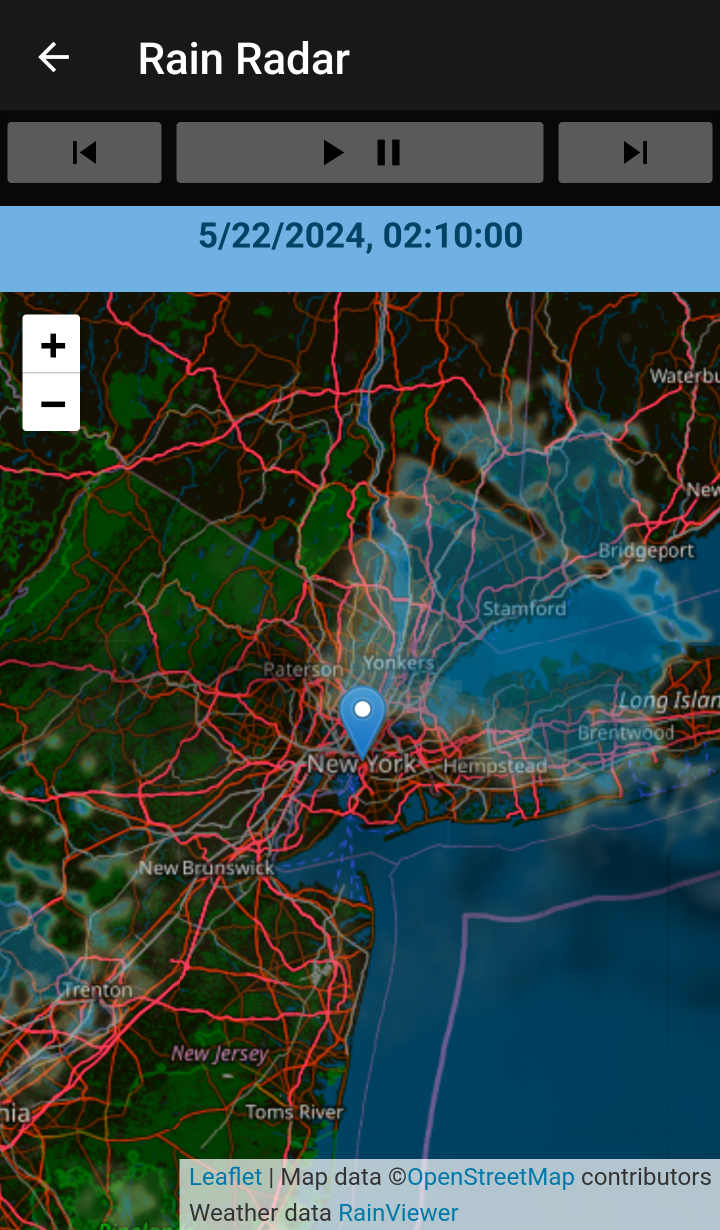 Rain Radar
5/22/2024, 02:10:00
+
−
Waterbu
New
Bridgeport
Stamford
Paterson
Yonkers
Long Islan
Brentwood
New York
Hempstead
New Brunswick
Trenton
New Jersey
nia
Toms River
Leaflet | Map data ©OpenStreetMap contributors
Weather data RainViewer